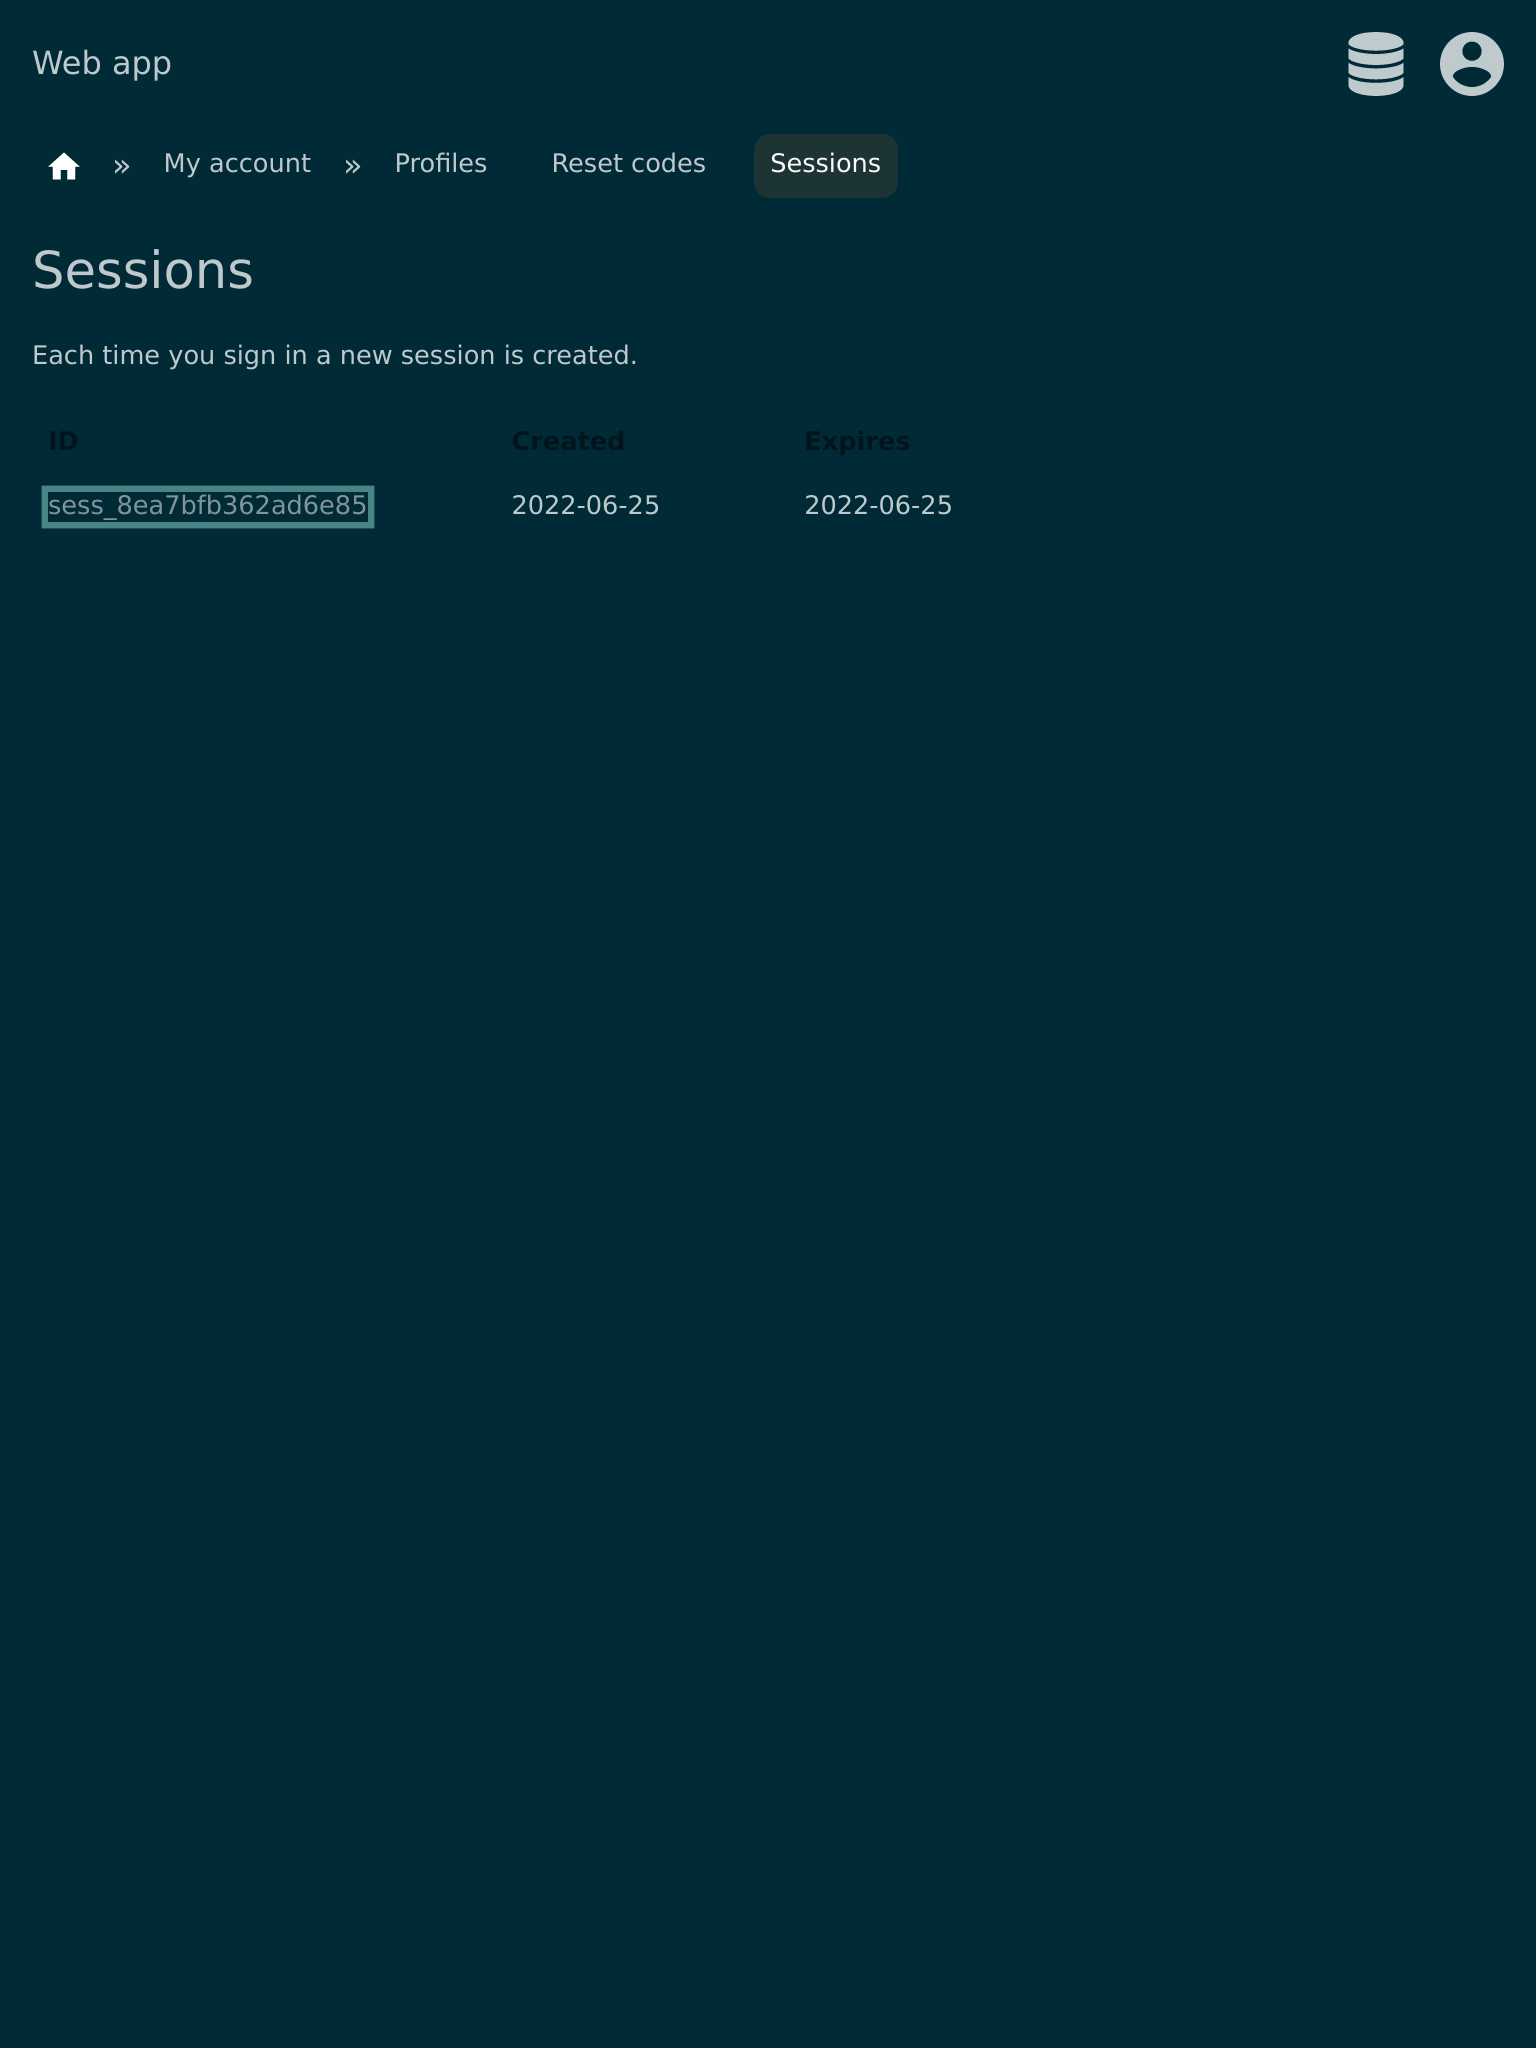 Web app
» My account » Profiles Reset codes Sessions
Sessions
Each time you sign in a new session is created.
ID Created Expires
sess_8ea7bfb362ad6e85 2022-06-25 2022-06-25